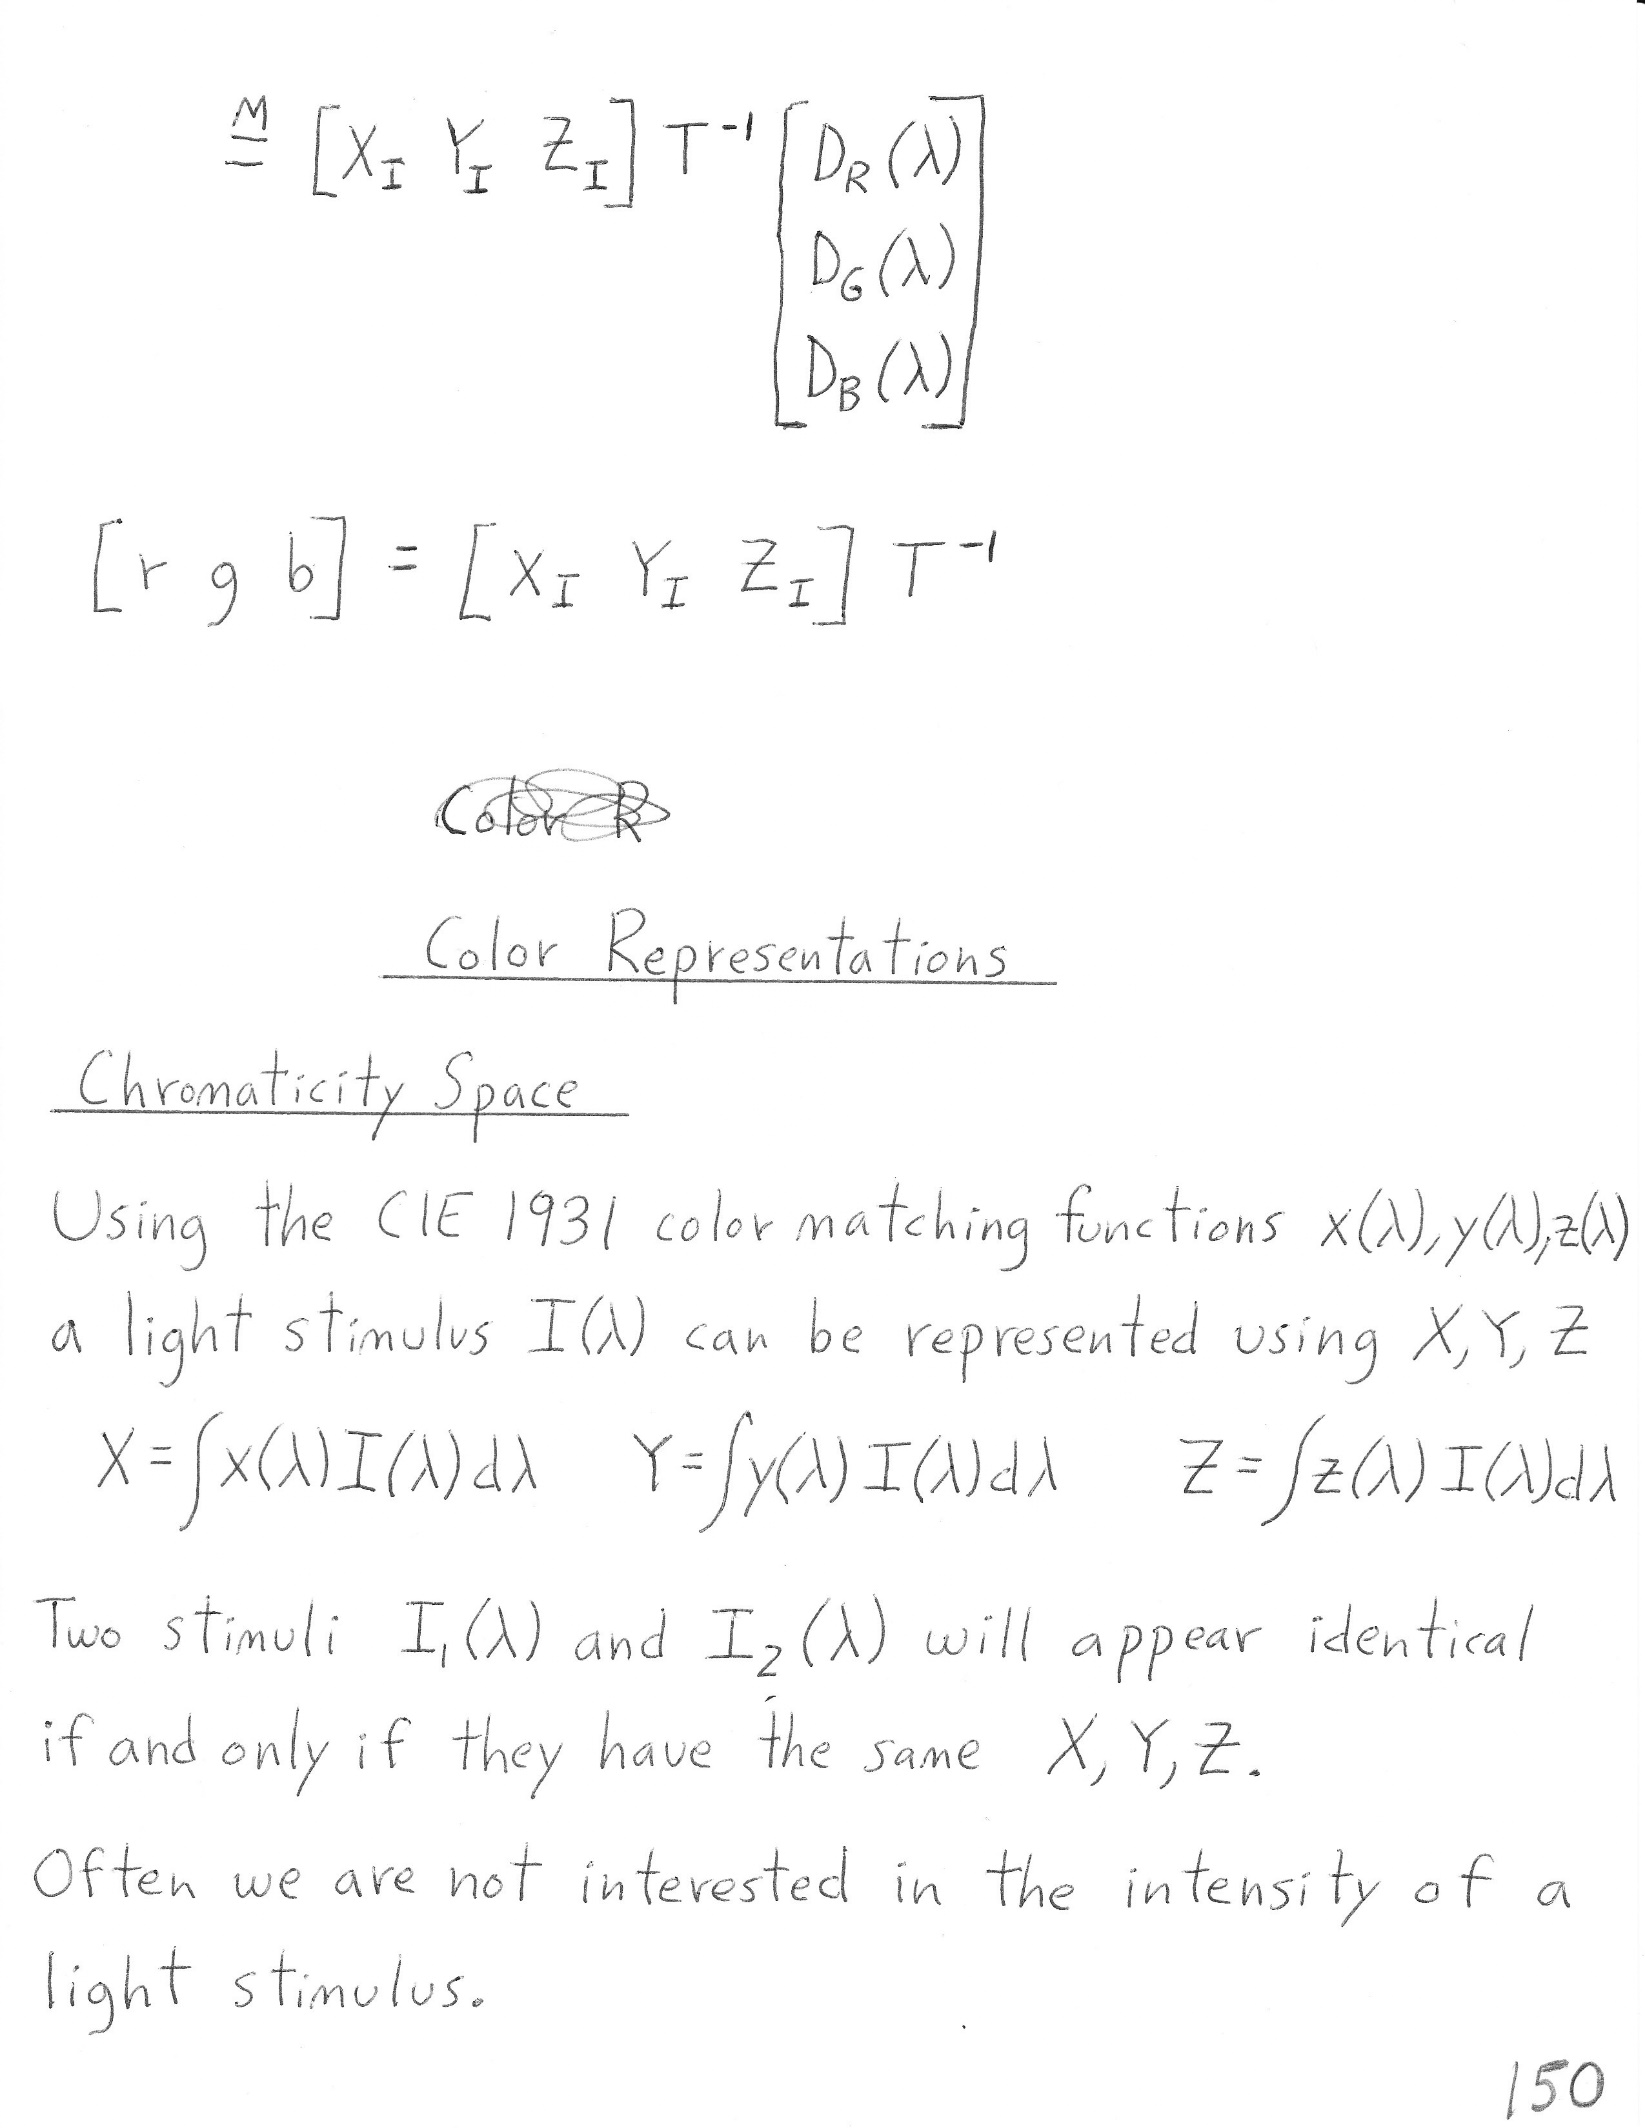 M
= [X_I Y_I Z_I] T^-1 [D_R(λ)
D_G(λ)
D_B(λ)]
[r g b] = [X_I Y_I Z_I] T^-1
Color R
Color Representations
Chromaticity Space
Using the CIE 1931 color matching functions x(λ), y(λ), z(λ)
a light stimulus I(λ) can be represented using X, Y, Z
X = ∫x(λ)I(λ)dλ Y = ∫y(λ)I(λ)dλ Z = ∫z(λ)I(λ)dλ
Two stimuli I₁(λ) and I₂(λ) will appear identical
if and only if they have the same X, Y, Z.
Often we are not interested in the intensity of a
light stimulus.
150